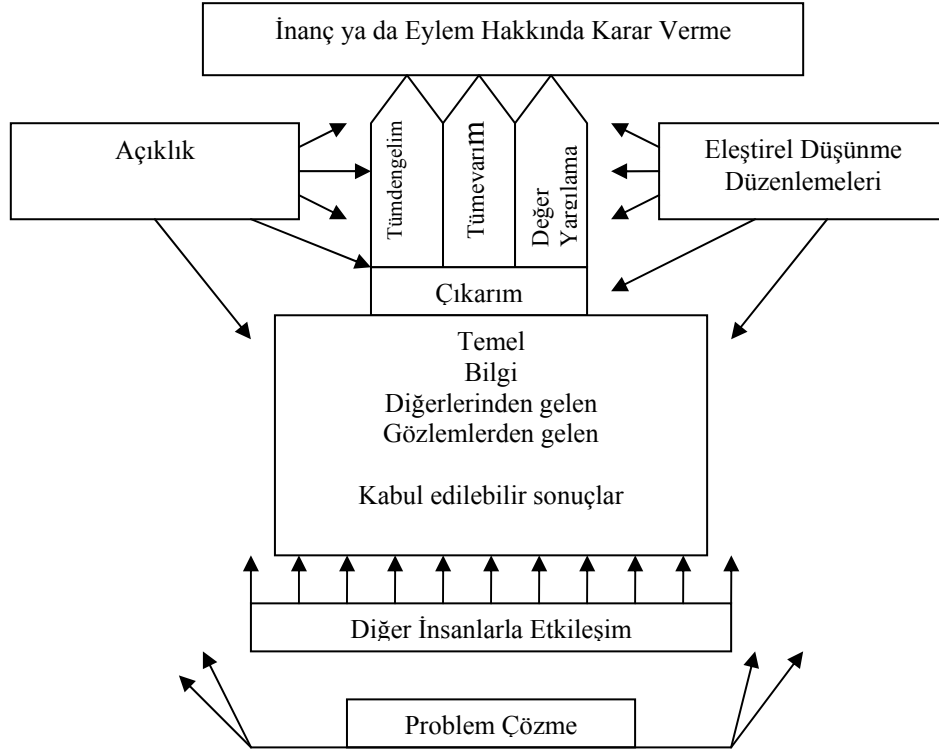 İnanç ya da Eylem Hakkında Karar Verme
Açıklık
Tümdengelim
Tümevarım
Değer
Yargılama
Eleştirel Düşünme
Düzenlemeleri
Çıkarım
Temel
Bilgi
Diğerlerinden gelen
Gözlemlerden gelen
Kabul edilebilir sonuçlar
Diğer İnsanlarla Etkileşim
Problem Çözme